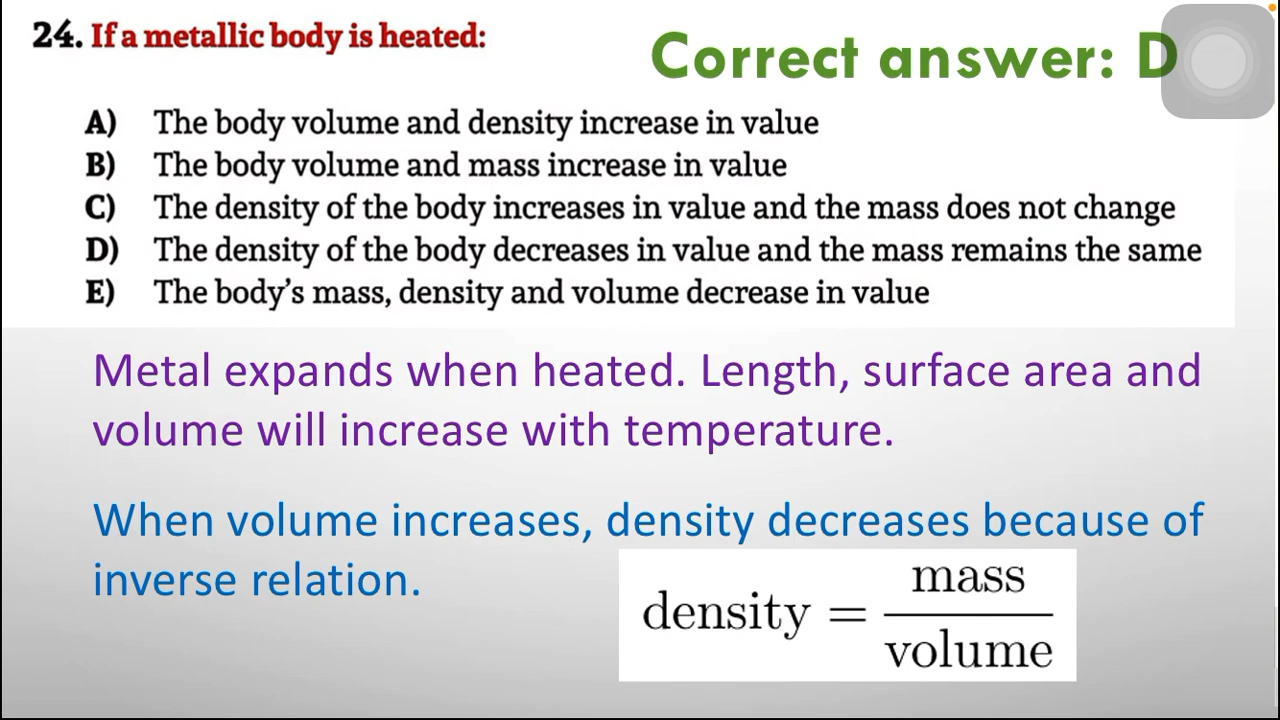 24. If a metallic body is heated:
Correct answer: D
A) The body volume and density increase in value
B) The body volume and mass increase in value
C) The density of the body increases in value and the mass does not change
D) The density of the body decreases in value and the mass remains the same
E) The body's mass, density and volume decrease in value
Metal expands when heated. Length, surface area and
volume will increase with temperature.
When volume increases, density decreases because of
inverse relation.
density = mass
volume